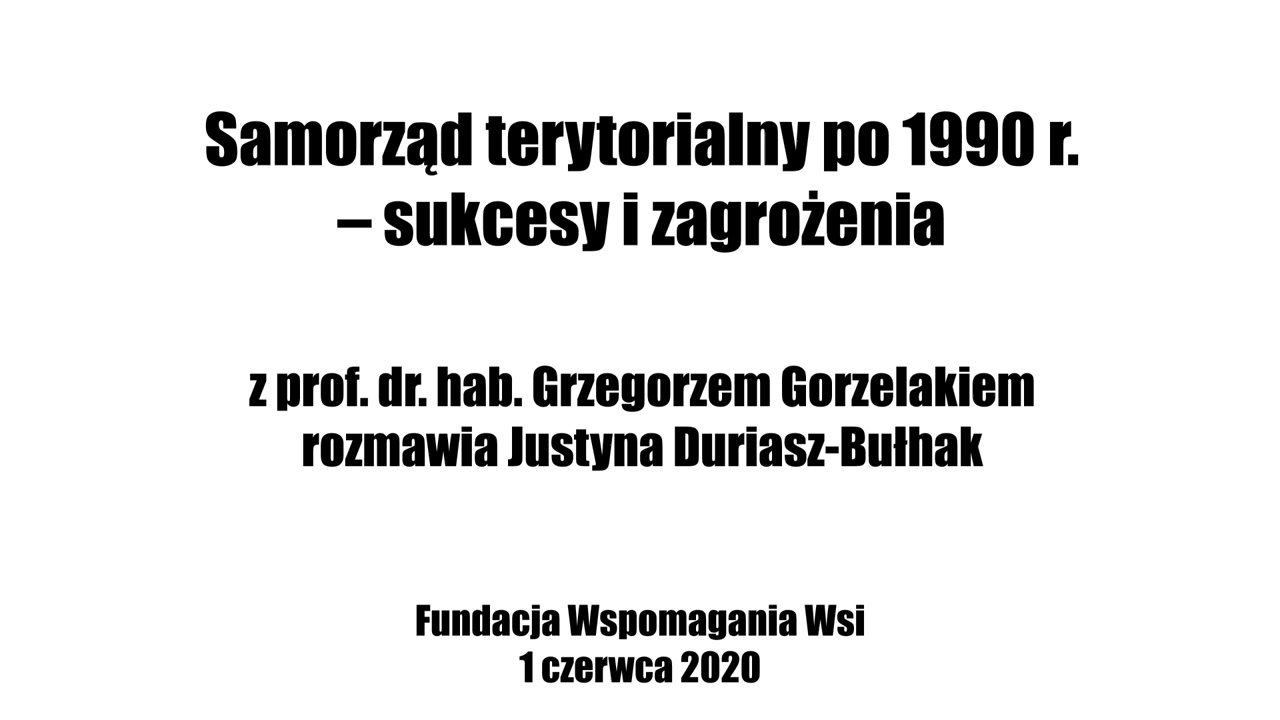 Samorząd terytorialny po 1990 r.
– sukcesy i zagrożenia
z prof. dr. hab. Grzegorzem Gorzelakiem
rozmawia Justyna Duriasz-Bułhak
Fundacja Wspomagania Wsi
1 czerwca 2020